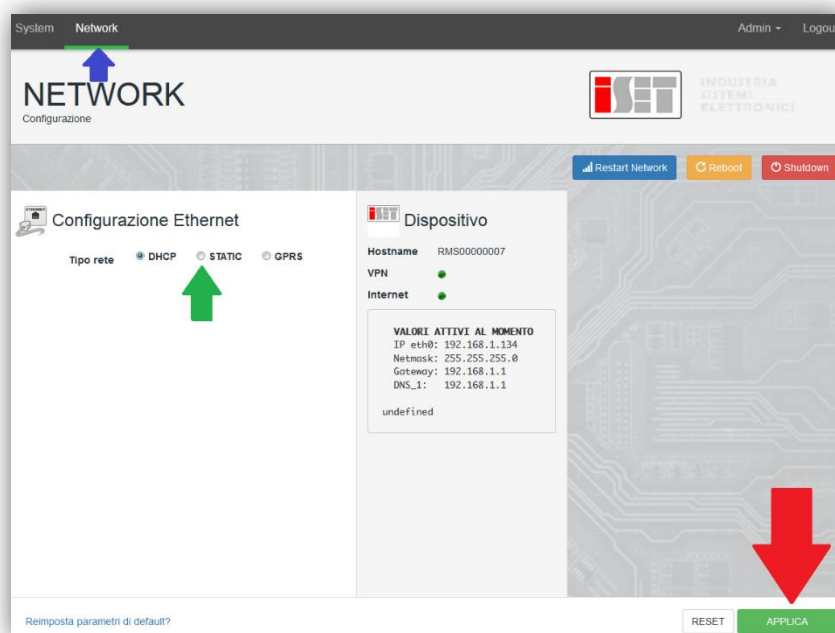 System Network Admin Logou
NETWORK
Configurazione
iSET
INDUSTRIA
SISTEMI
ELETTRONICI
Restart Network Reboot Shutdown
Configurazione Ethernet
Tipo rete DHCP STATIC GPRS
iSET Dispositivo
Hostname RMS00000007
VPN
Internet
VALORI ATTIVI AL MOMENTO
IP eth0: 192.168.1.134
Netmask: 255.255.255.0
Gateway: 192.168.1.1
DNS_1: 192.168.1.1
undefined
Reimposta parametri di default?
RESET APPLICA